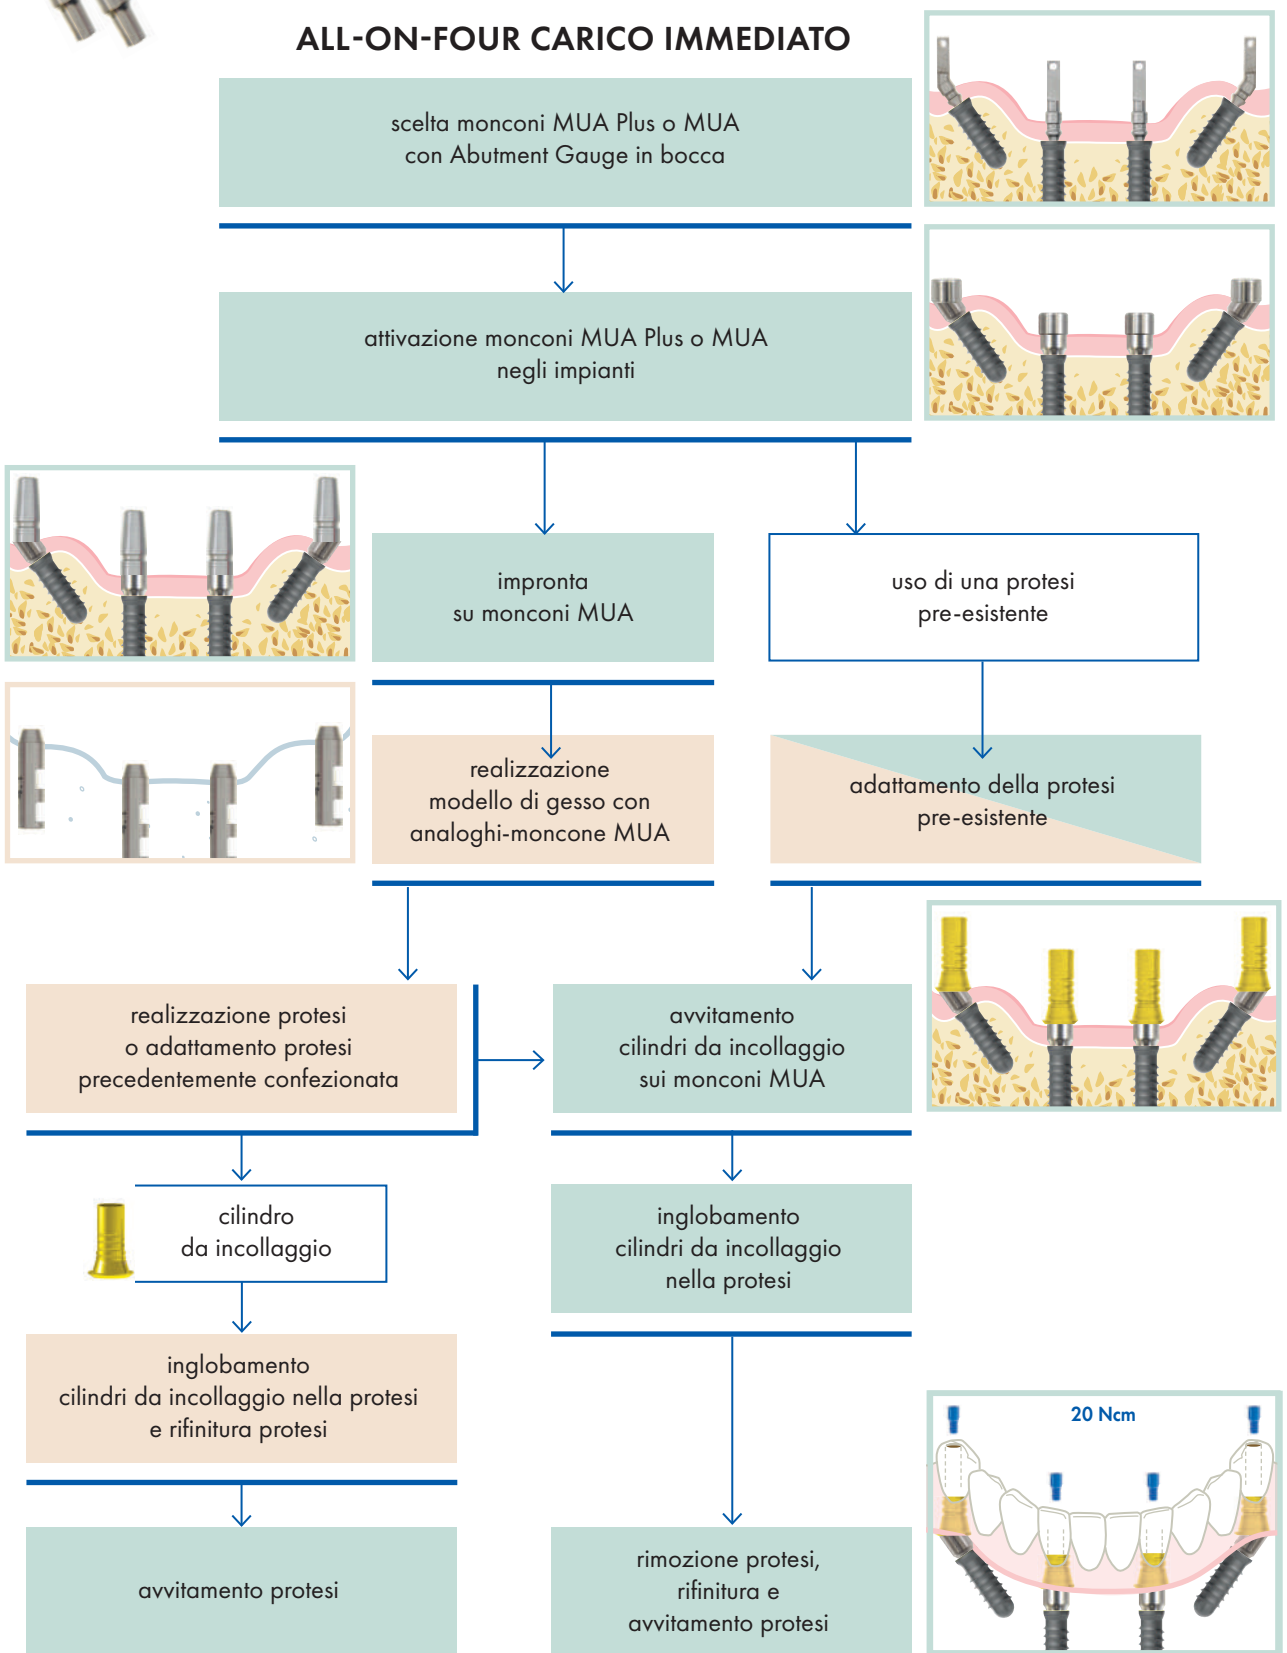 ALL-ON-FOUR CARICO IMMEDIATO
scelta monconi MUA Plus o MUA
con Abutment Gauge in bocca
attivazione monconi MUA Plus o MUA
negli impianti
impronta
su monconi MUA
uso di una protesi
pre-esistente
realizzazione
modello di gesso con
analoghi-moncone MUA
adattamento della protesi
pre-esistente
realizzazione protesi
o adattamento protesi
precedentemente confezionata
avvitamento
cilindri da incollaggio
sui monconi MUA
cilindro
da incollaggio
inglobamento
cilindri da incollaggio
nella protesi
inglobamento
cilindri da incollaggio nella protesi
e rifinitura protesi
20 Ncm
avvitamento protesi
rimozione protesi,
rifinitura e
avvitamento protesi